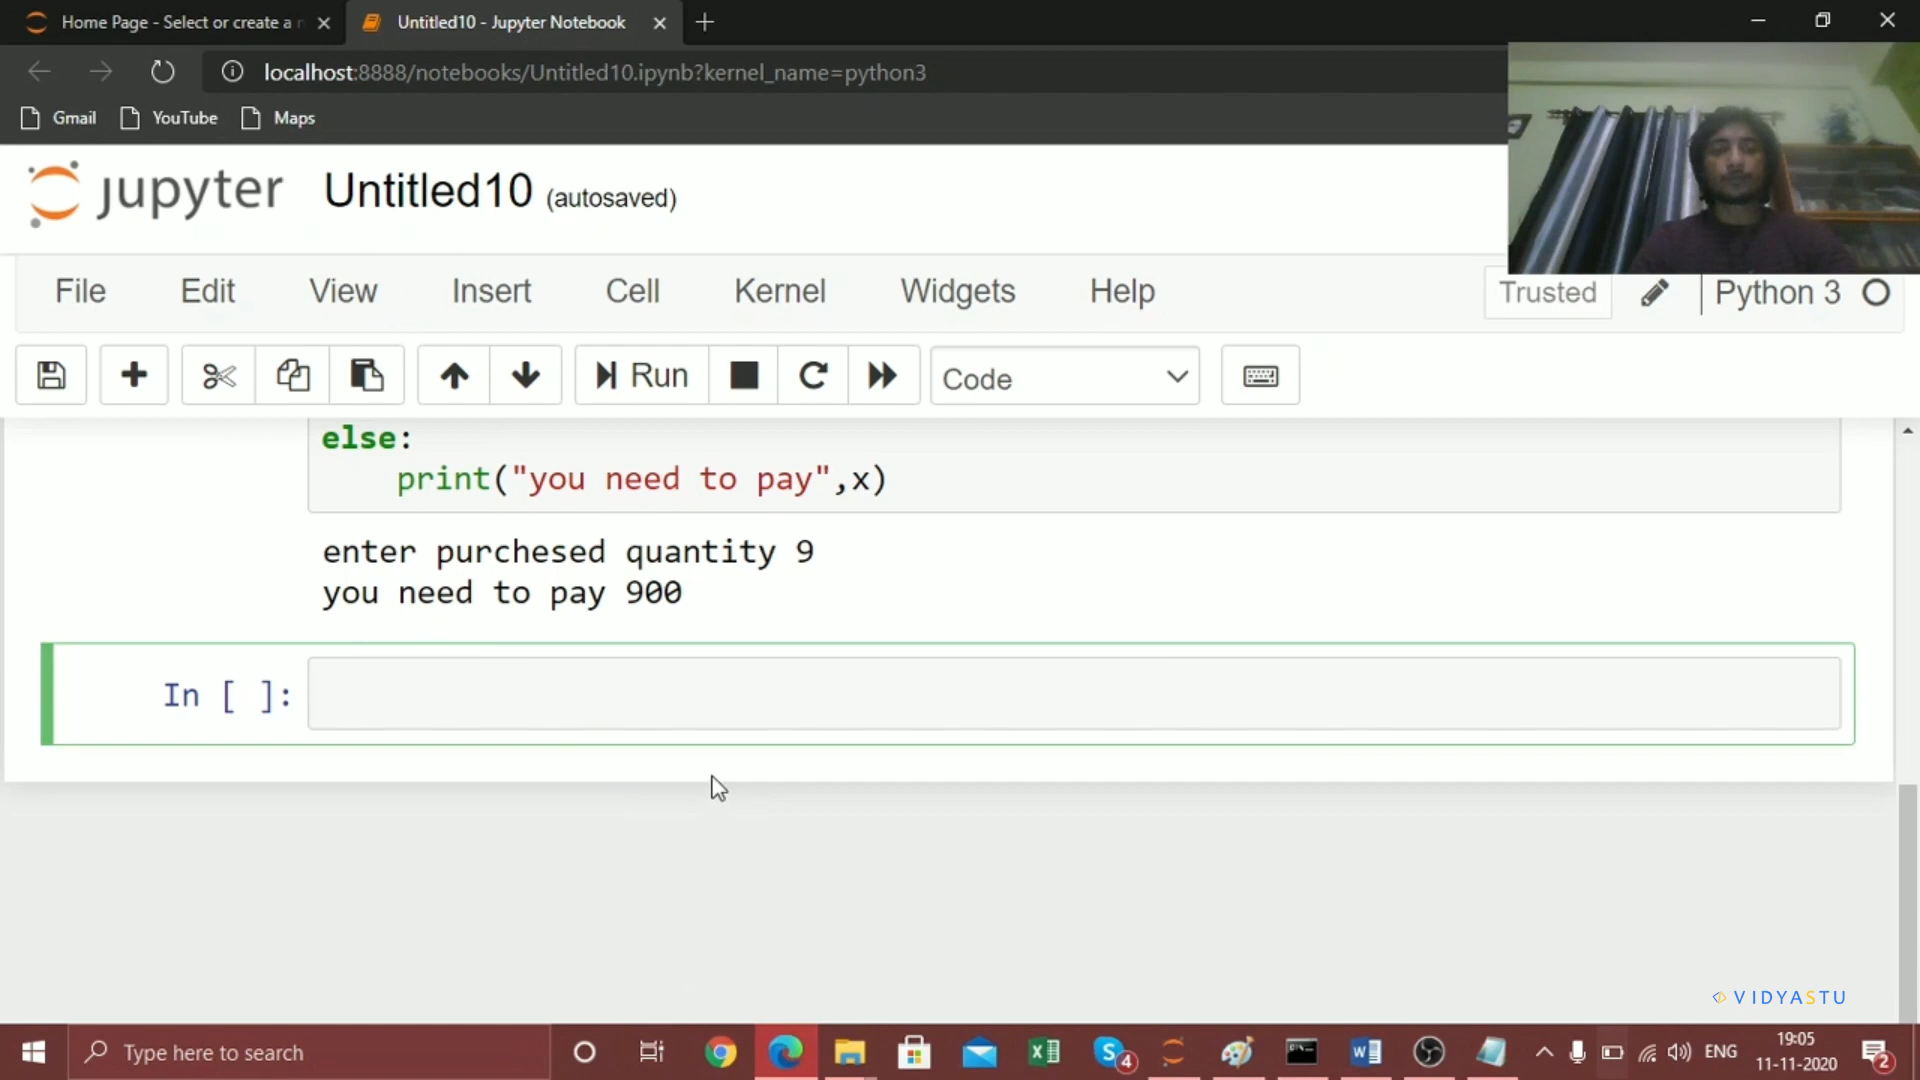 Home Page - Select or create a n
Untitled10 - Jupyter Notebook
localhost:8888/notebooks/Untitled10.ipynb?kernel_name=python3
Gmail YouTube Maps
jupyter Untitled10 (autosaved)
File Edit View Insert Cell Kernel Widgets Help Trusted Python 3
Run Code
else:
print("you need to pay",x)
enter purchesed quantity 9
you need to pay 900
In [ ]:
VIDYASTU
Type here to search
4
ENG
19:05
11-11-2020
2